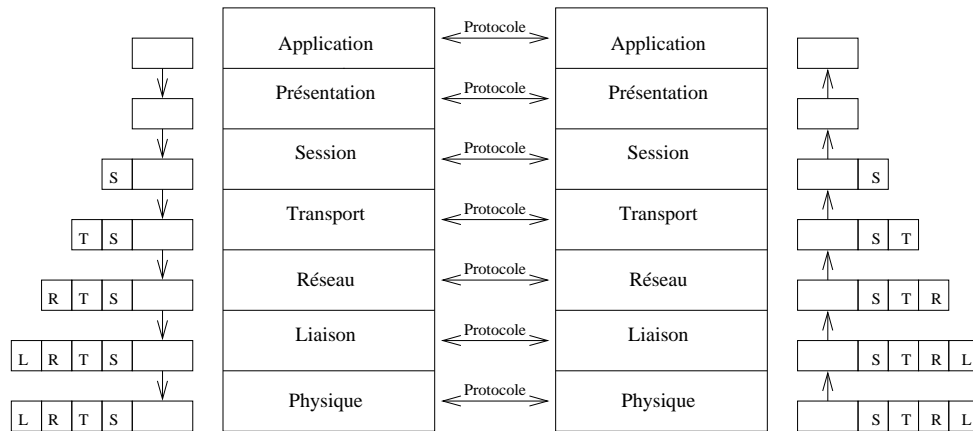 Application Protocole Application
Présentation Protocole Présentation
S Session Protocole Session S
T S Transport Protocole Transport S T
R T S Réseau Protocole Réseau S T R
L R T S Liaison Protocole Liaison S T R L
L R T S Physique Protocole Physique S T R L